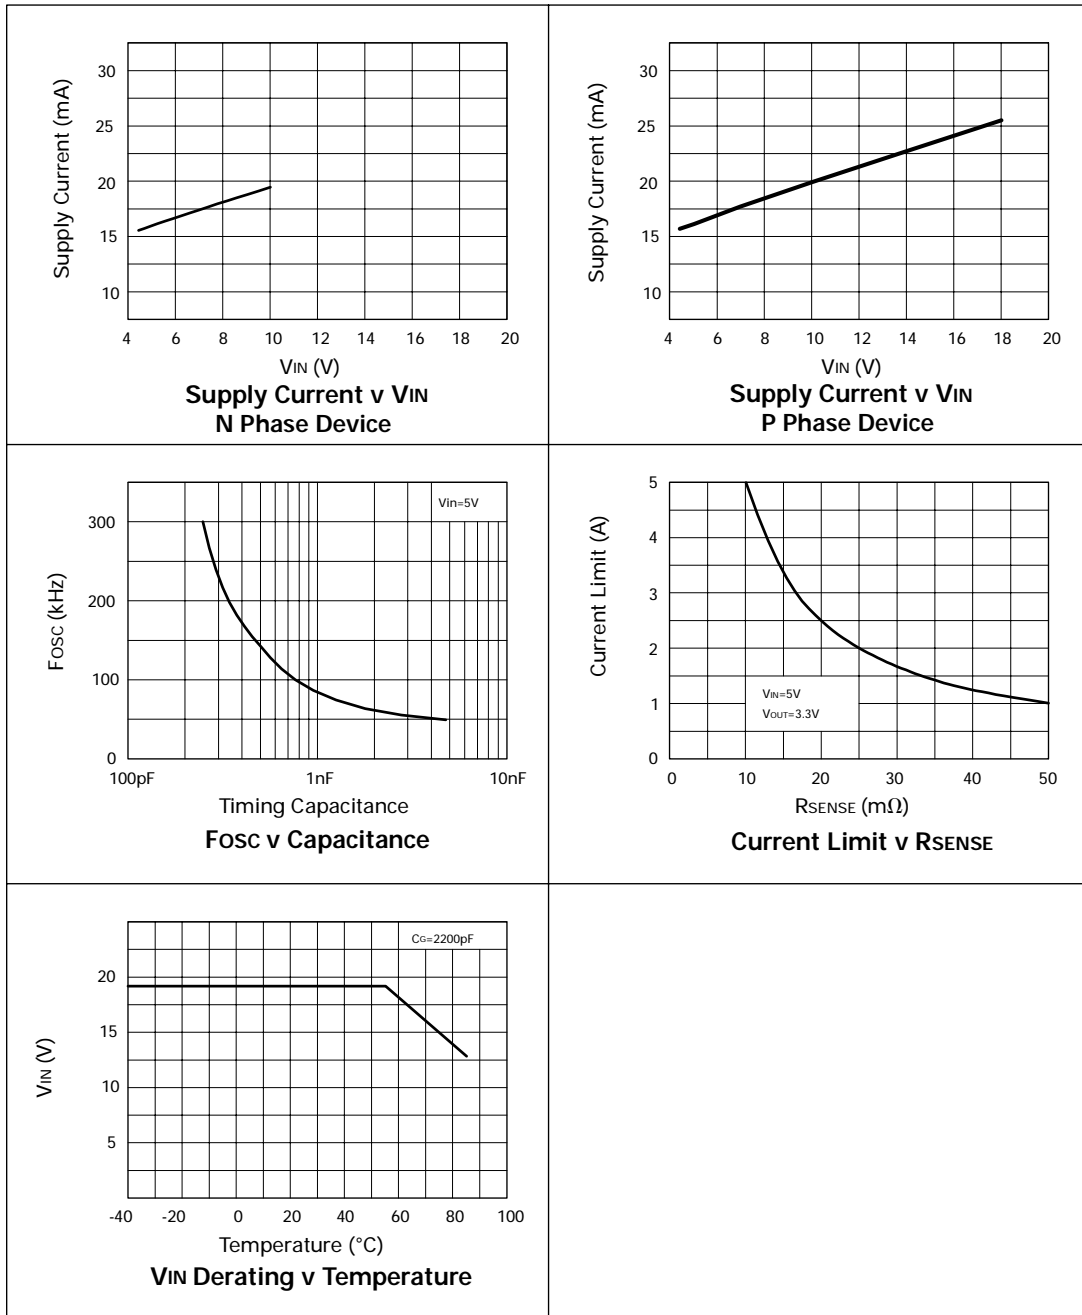 Supply Current (mA)
30
25
20
15
10
4 6 8 10 12 14 16 18 20
VIN (V)
Supply Current v VIN
N Phase Device
Supply Current (mA)
30
25
20
15
10
4 6 8 10 12 14 16 18 20
VIN (V)
Supply Current v VIN
P Phase Device
FOSC (kHz)
300
200
100
0
Vin=5V
100pF 1nF 10nF
Timing Capacitance
FOSC v Capacitance
Current Limit (A)
5
4
3
2
1
0
VIN=5V
VOUT=3.3V
0 10 20 30 40 50
RSENSE (mΩ)
Current Limit v RSENSE
VIN (V)
20
15
10
5
CG=2200pF
-40 -20 0 20 40 60 80 100
Temperature (°C)
VIN Derating v Temperature